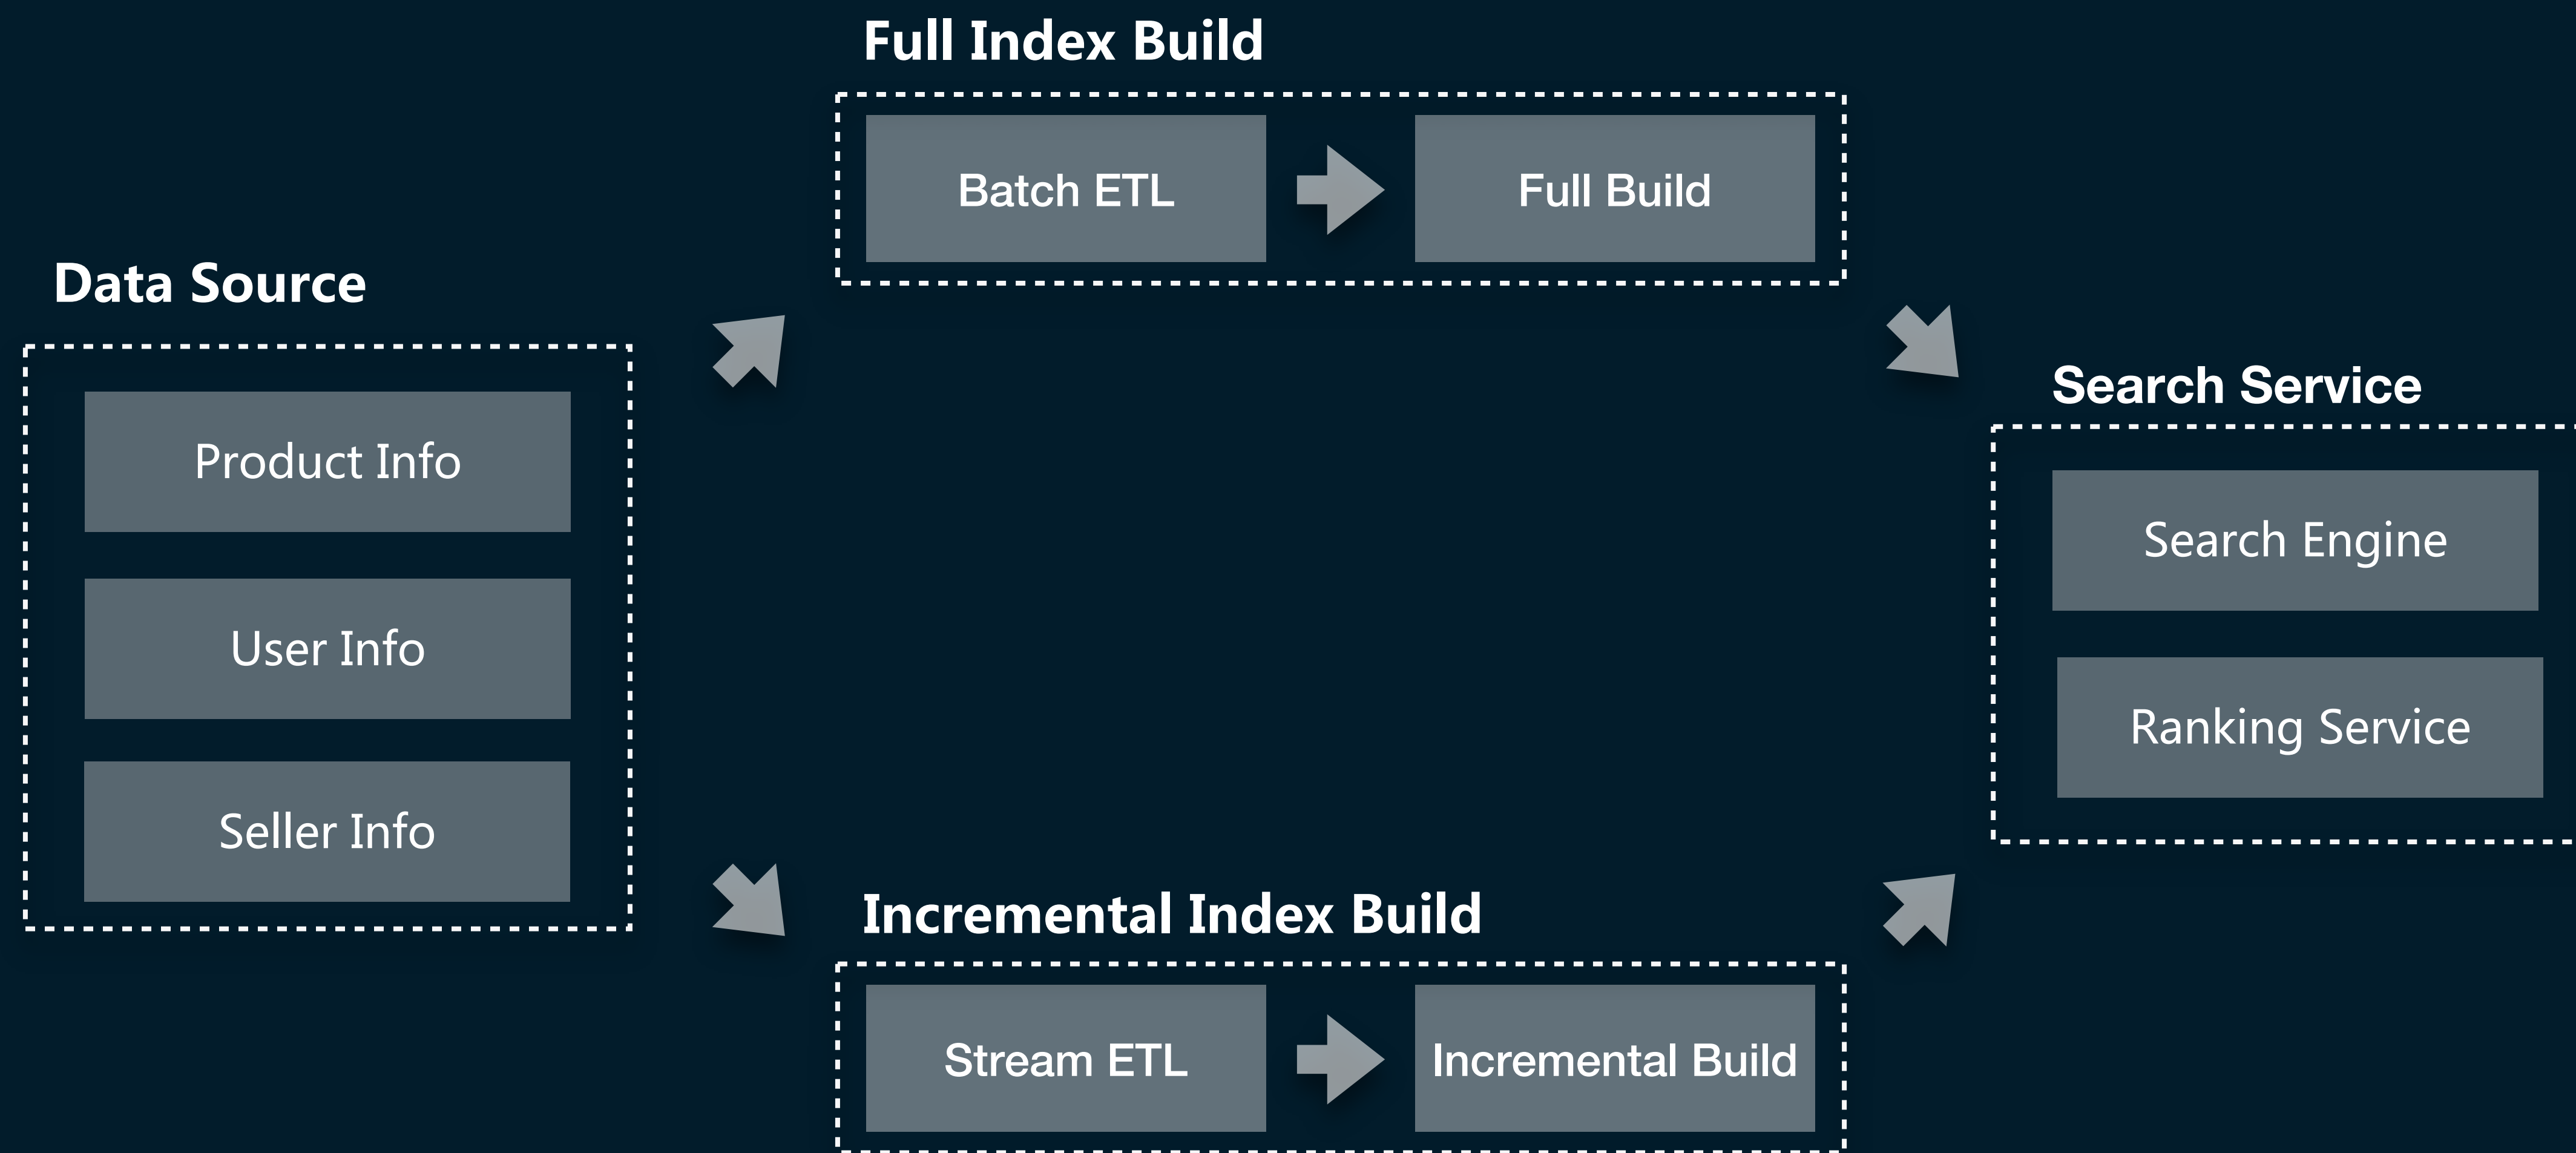 Full Index Build
Batch ETL
Full Build
Data Source
Product Info
User Info
Seller Info
Search Service
Search Engine
Ranking Service
Incremental Index Build
Stream ETL
Incremental Build